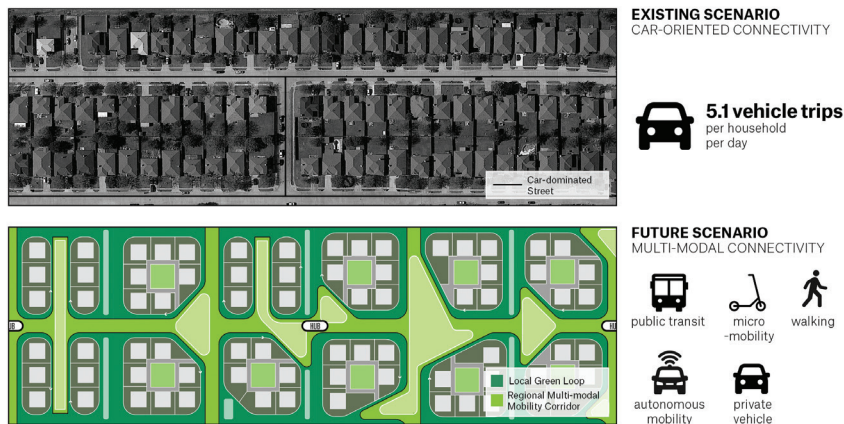 EXISTING SCENARIO
CAR-ORIENTED CONNECTIVITY
5.1 vehicle trips
per household
per day
Car-dominated
Street
FUTURE SCENARIO
MULTI-MODAL CONNECTIVITY
public transit
micro
-mobility
walking
autonomous
mobility
private
vehicle
UB
HUB
HU
Local Green Loop
Regional Multi-modal
Mobility Corridor